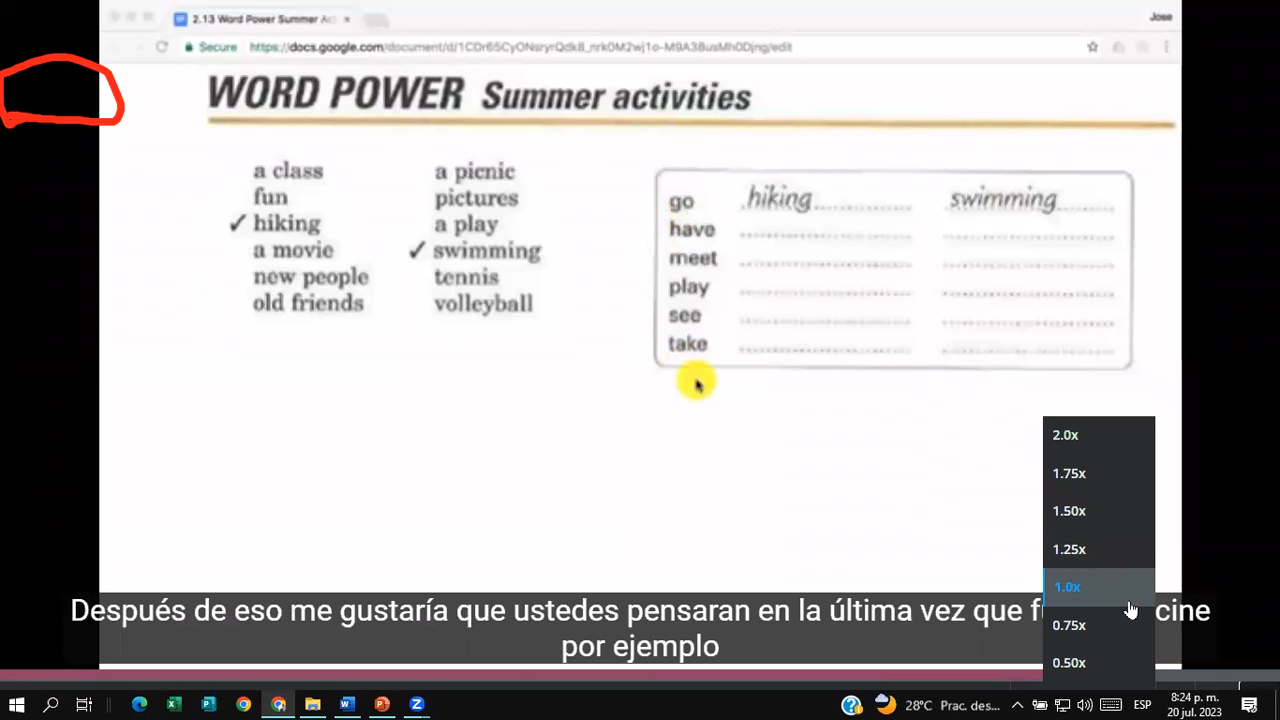 2.13 Word Power Summer Ac
Jose
Secure https://docs.google.com/document/d/1CDr65CyONsryrQdk8_nrk0M2wj1o-M9A38usMh0Djng/edit
WORD POWER Summer activities
a class a picnic
fun pictures
✓ hiking a play
a movie ✓ swimming
new people tennis
old friends volleyball
go hiking swimming
have
meet
play
see
take
2.0x
1.75x
1.50x
1.25x
1.0x
0.75x
0.50x
Después de eso me gustaría que ustedes pensaran en la última vez que cine
por ejemplo
28°C Prac. des... ESP
8:24 p. m.
20 jul. 2023